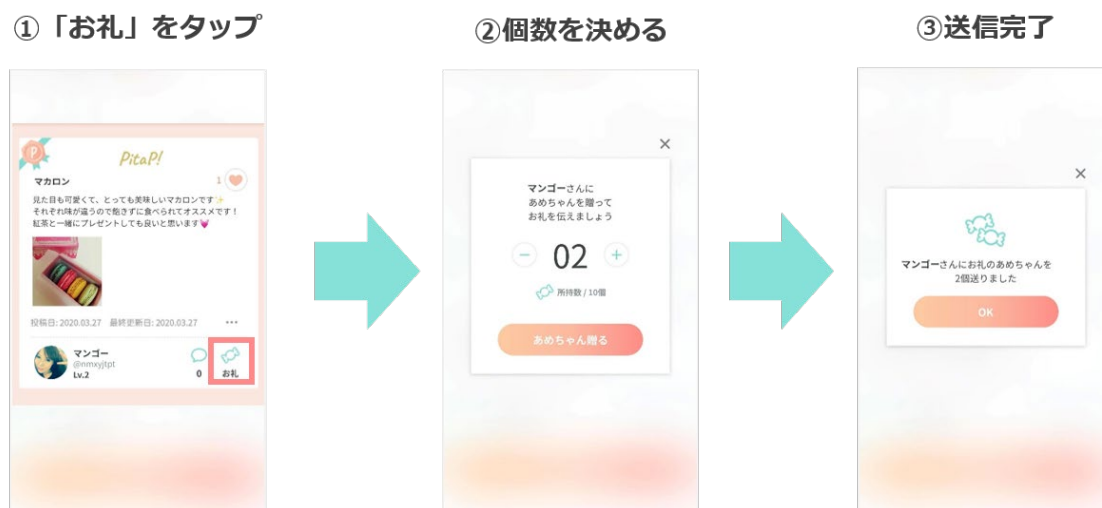 ①「お礼」をタップ
②個数を決める
③送信完了
P
PitaP!
マカロン
1
見た目も可愛くて、とっても美味しいマカロンです✨
それぞれ味が違うので飽きずに食べられてオススメです!
紅茶と一緒にプレゼントしても良いと思います💓
投稿日: 2020.03.27 最終更新日: 2020.03.27 …
マンゴー
@nmxyjtpt
Lv.2
0
お礼
×
マンゴーさんに
あめちゃんを贈って
お礼を伝えましょう
− 02 +
所持数 / 10個
あめちゃん贈る
×
マンゴーさんにお礼のあめちゃんを
2個送りました
OK